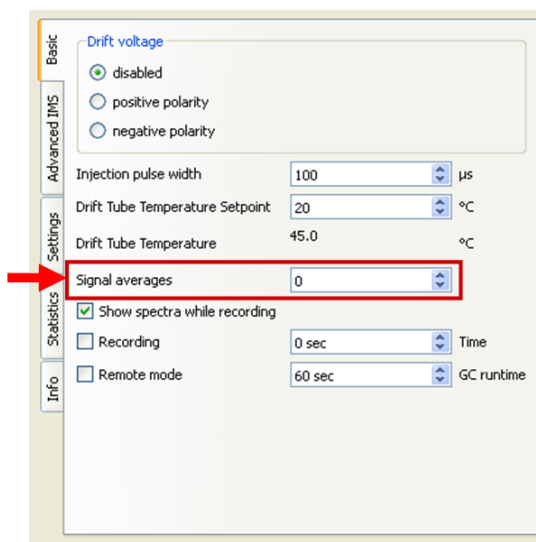 Basic
Advanced IMS
Settings
Statistics
Info
Drift voltage
disabled
positive polarity
negative polarity
Injection pulse width 100 µs
Drift Tube Temperature Setpoint 20 °C
Drift Tube Temperature 45.0 °C
Signal averages 0
Show spectra while recording
Recording 0 sec Time
Remote mode 60 sec GC runtime